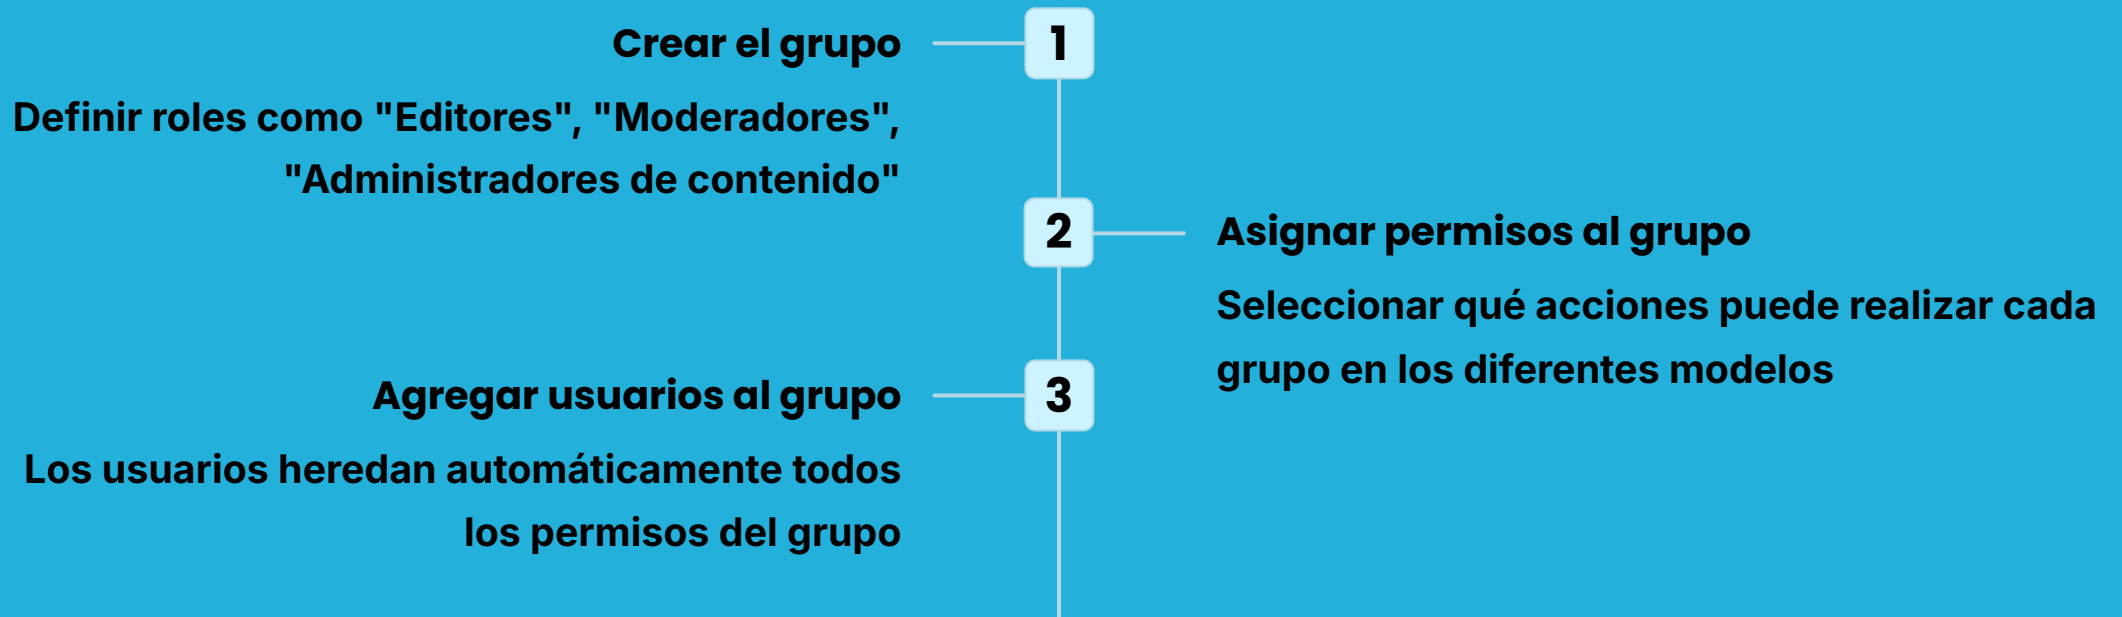 Crear el grupo
1
Definir roles como "Editores", "Moderadores",
"Administradores de contenido"
2
Asignar permisos al grupo
Seleccionar qué acciones puede realizar cada
grupo en los diferentes modelos
Agregar usuarios al grupo
3
Los usuarios heredan automáticamente todos
los permisos del grupo